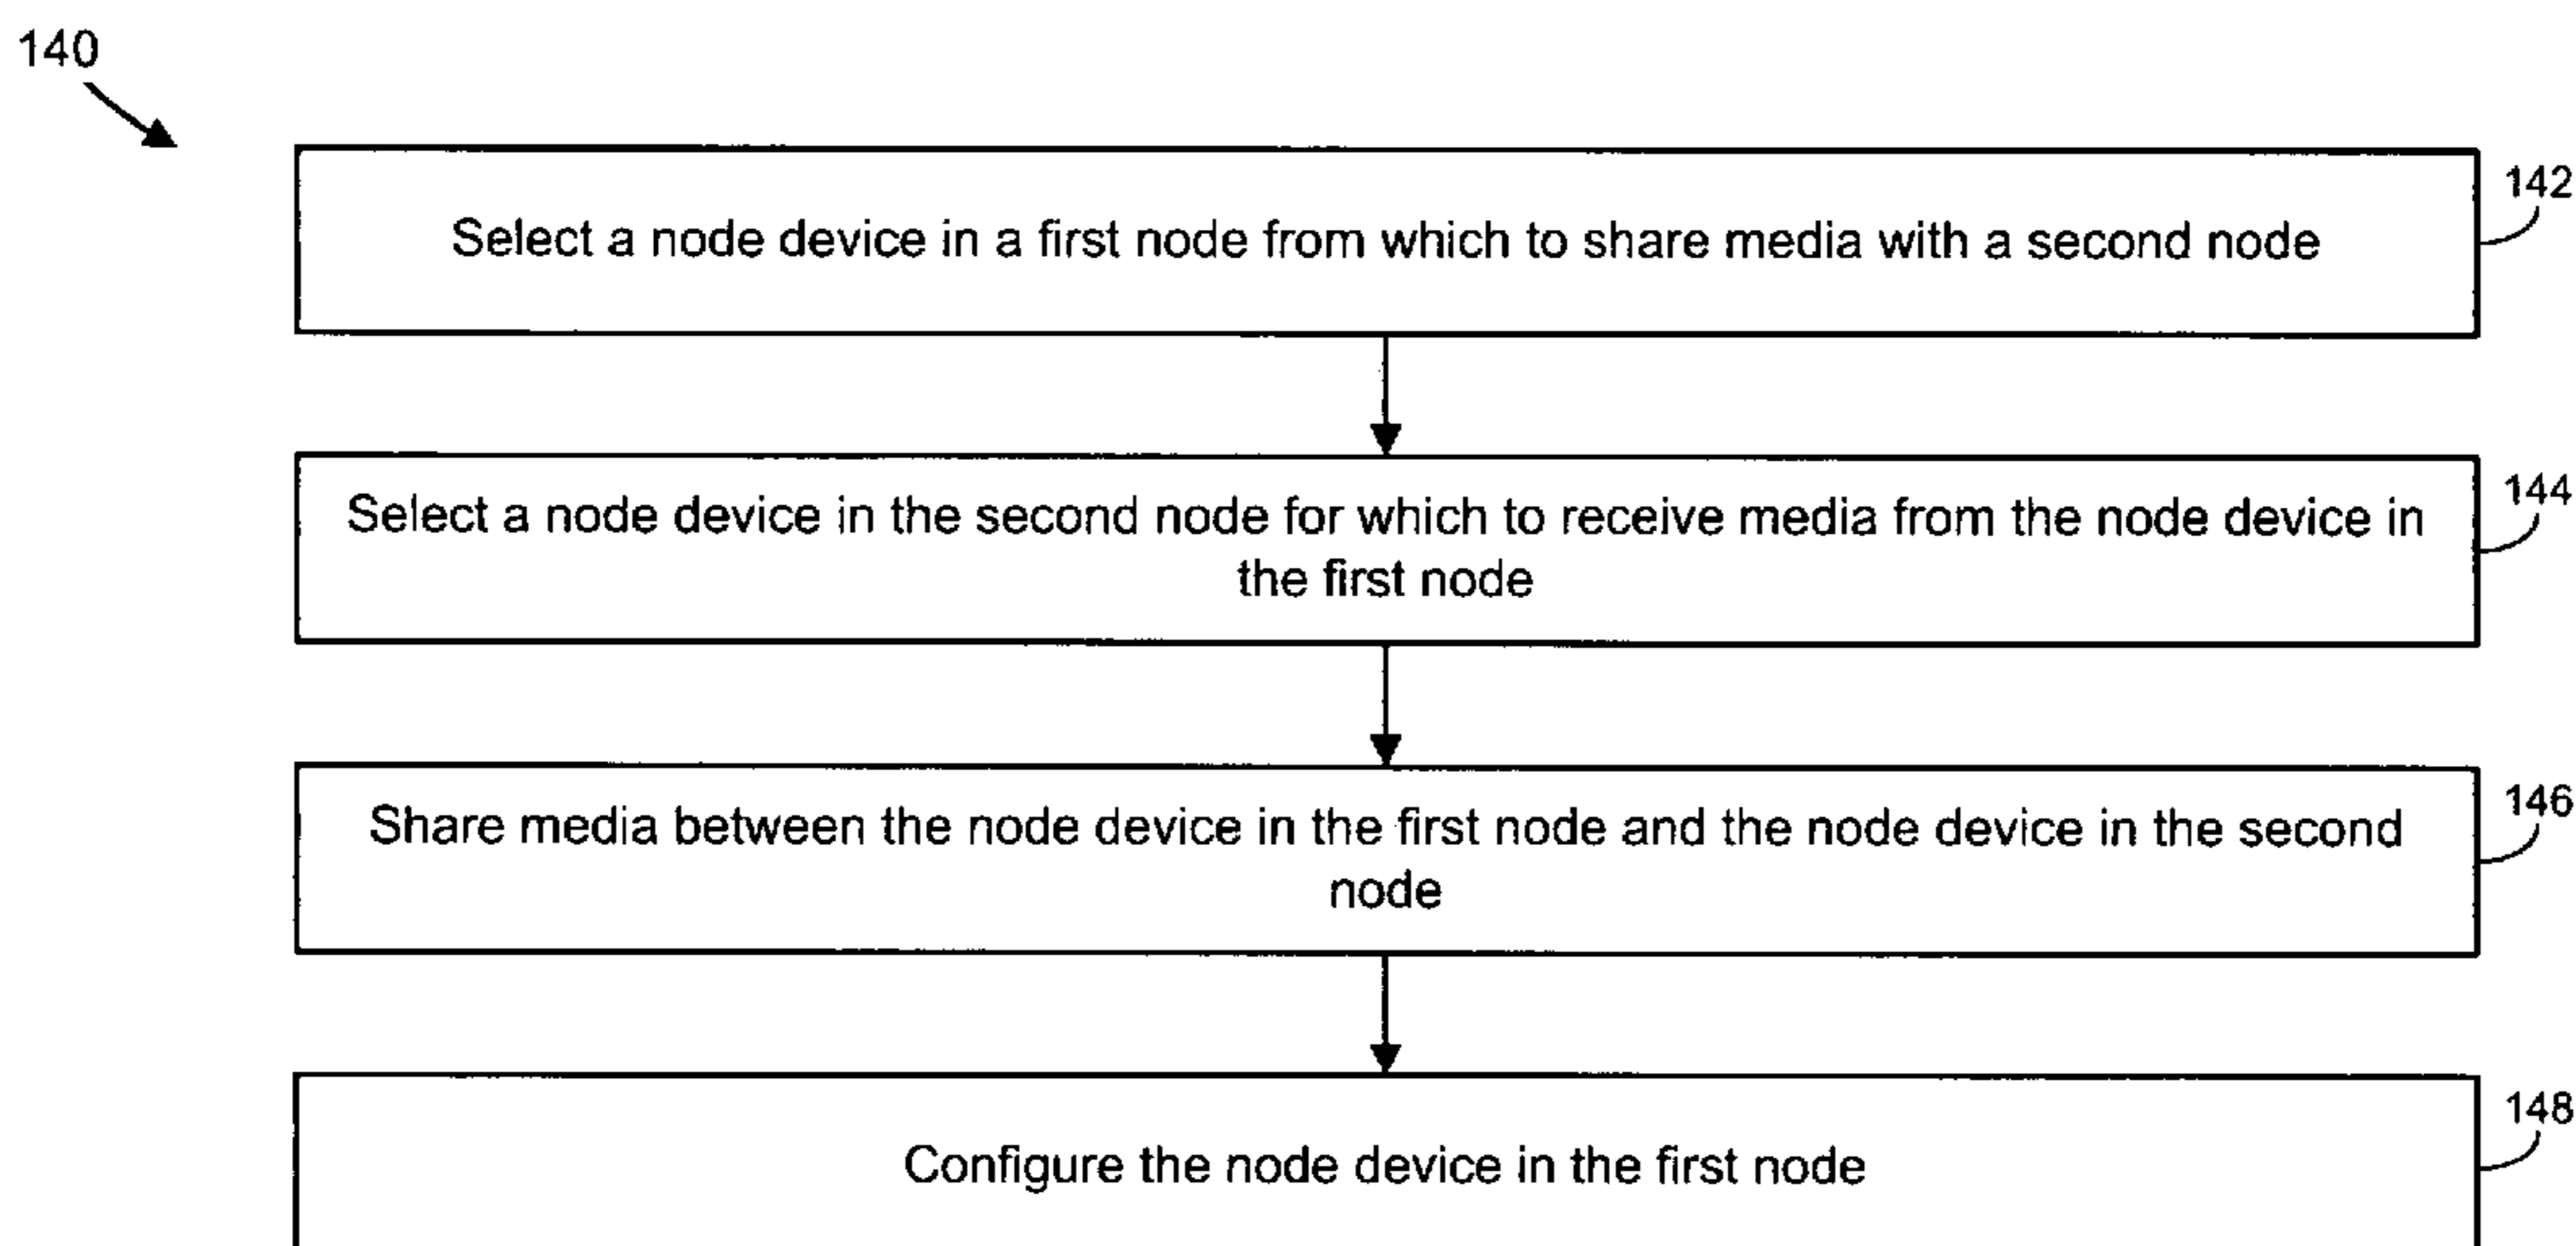 140
142
Select a node device in a first node from which to share media with a second node
144
Select a node device in the second node for which to receive media from the node device in
the first node
146
Share media between the node device in the first node and the node device in the second
node
148
Configure the node device in the first node